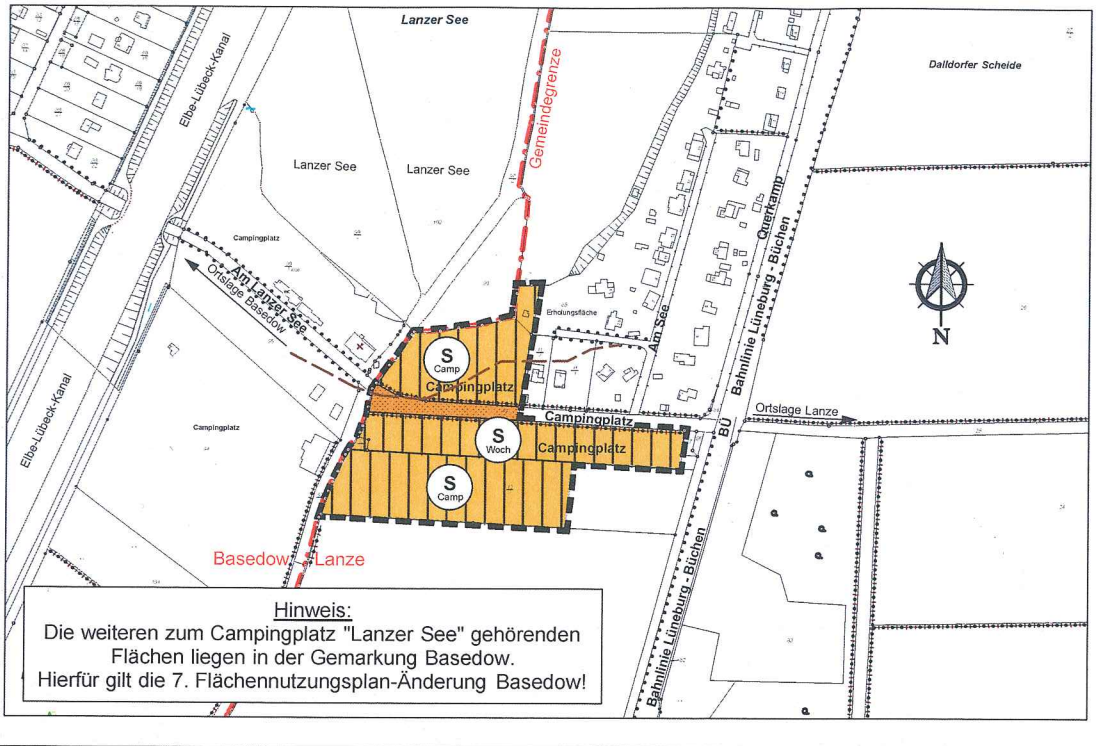 Lanzer See
Dalldorfer Scheide
Elbe-Lübeck-Kanal
Gemeindegrenze
Lanzer See
Lanzer See
Querkamp
Bahnlinie Lüneburg - Büchen
Campingplatz
Am Lanzer See
Ortslage Basedow
Erholungsfläche
Am See
N
S
Camp
Campingplatz
Elbe-Lübeck-Kanal
Campingplatz
Campingplatz
BÜ
Ortslage Lanze
S
Woch
Campingplatz
S
Camp
Basedow
Lanze
Bahnlinie Lüneburg - Büchen
Hinweis:
Die weiteren zum Campingplatz "Lanzer See" gehörenden
Flächen liegen in der Gemarkung Basedow.
Hierfür gilt die 7. Flächennutzungsplan-Änderung Basedow!